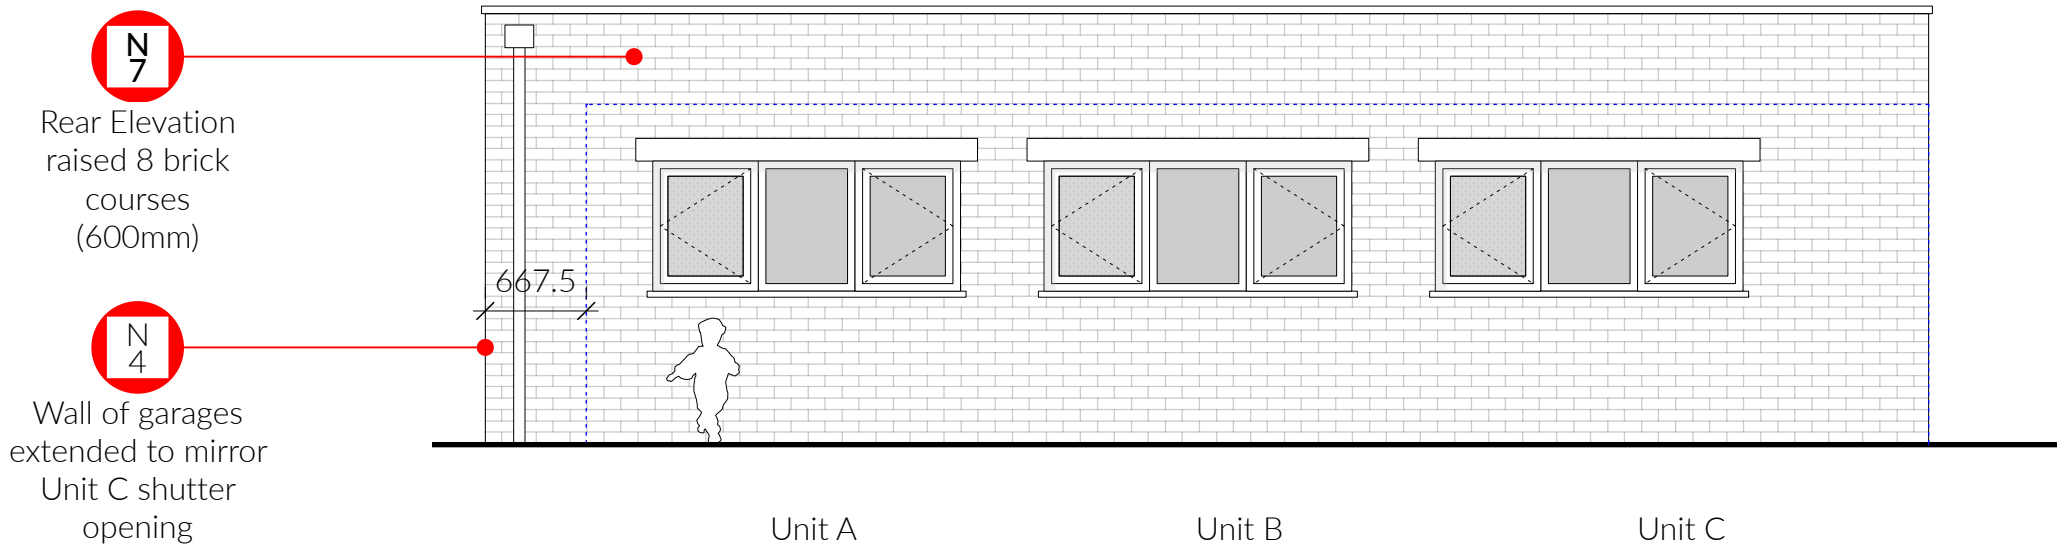 N
7
Rear Elevation
raised 8 brick
courses
(600mm)
667.5
N
4
Wall of garages
extended to mirror
Unit C shutter
opening
Unit A
Unit B
Unit C